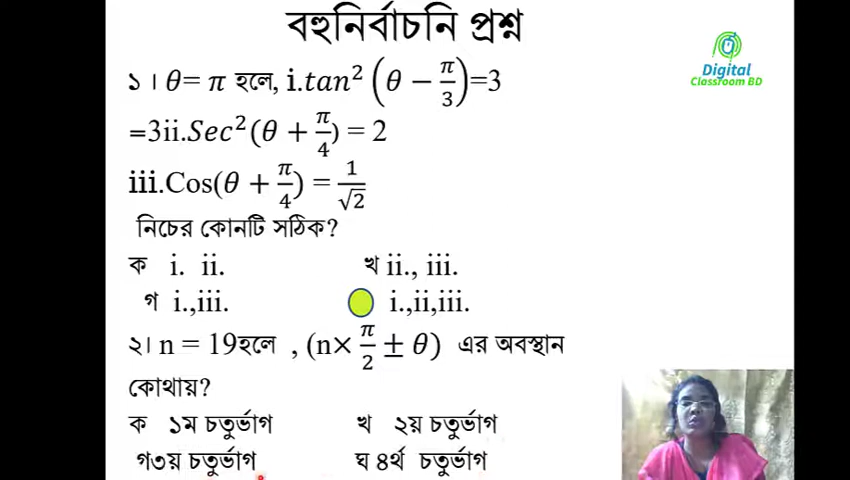 বহুনির্বাচনি প্রশ্ন
Digital
Classroom BD
১ । θ= π হলে, i.tan²(θ − π/3)=3
=3ii.Sec²(θ + π/4) = 2
iii.Cos(θ + π/4) = 1/√2
নিচের কোনটি সঠিক?
ক i. ii. খ ii., iii.
গ i.,iii. i.,ii,iii.
২। n = 19হলে , (n× π/2 ± θ) এর অবস্থান
কোথায়?
ক ১ম চতুর্ভাগ খ ২য় চতুর্ভাগ
গ৩য় চতুর্ভাগ ঘ ৪র্থ চতুর্ভাগ